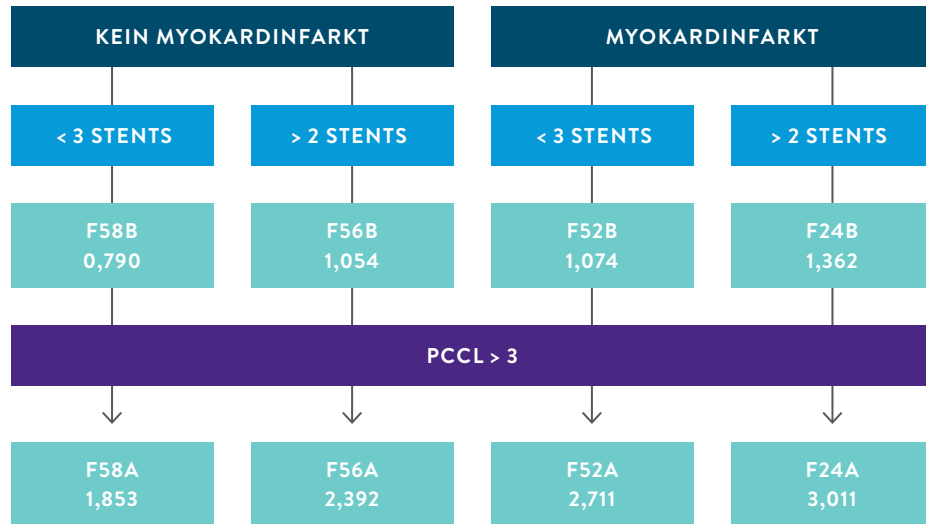 KEIN MYOKARDINFARKT
MYOKARDINFARKT
< 3 STENTS
> 2 STENTS
< 3 STENTS
> 2 STENTS
F58B
0,790
F56B
1,054
F52B
1,074
F24B
1,362
PCCL > 3
F58A
1,853
F56A
2,392
F52A
2,711
F24A
3,011